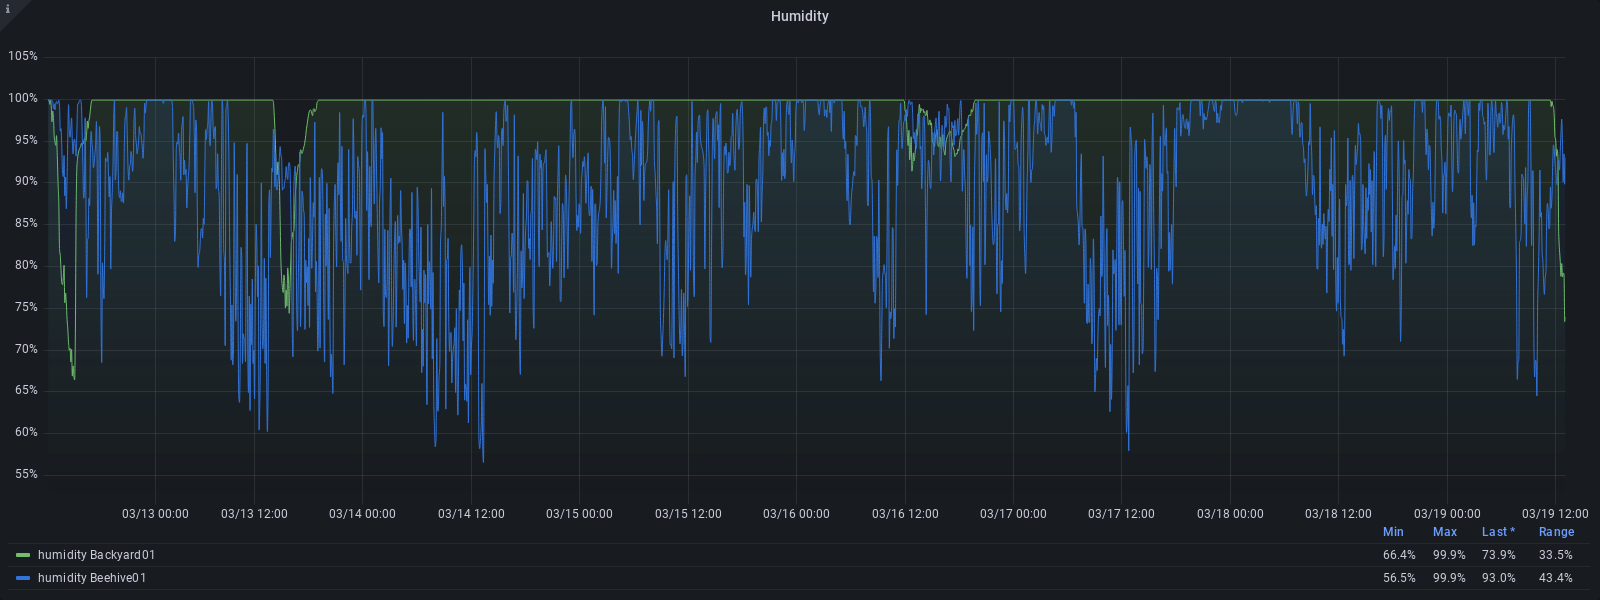 i
Humidity
105%
100%
95%
90%
85%
80%
75%
70%
65%
60%
55%
03/13 00:00 03/13 12:00 03/14 00:00 03/14 12:00 03/15 00:00 03/15 12:00 03/16 00:00 03/16 12:00 03/17 00:00 03/17 12:00 03/18 00:00 03/18 12:00 03/19 00:00 03/19 12:00
Min Max Last * Range
humidity Backyard01 66.4% 99.9% 73.9% 33.5%
humidity Beehive01 56.5% 99.9% 93.0% 43.4%